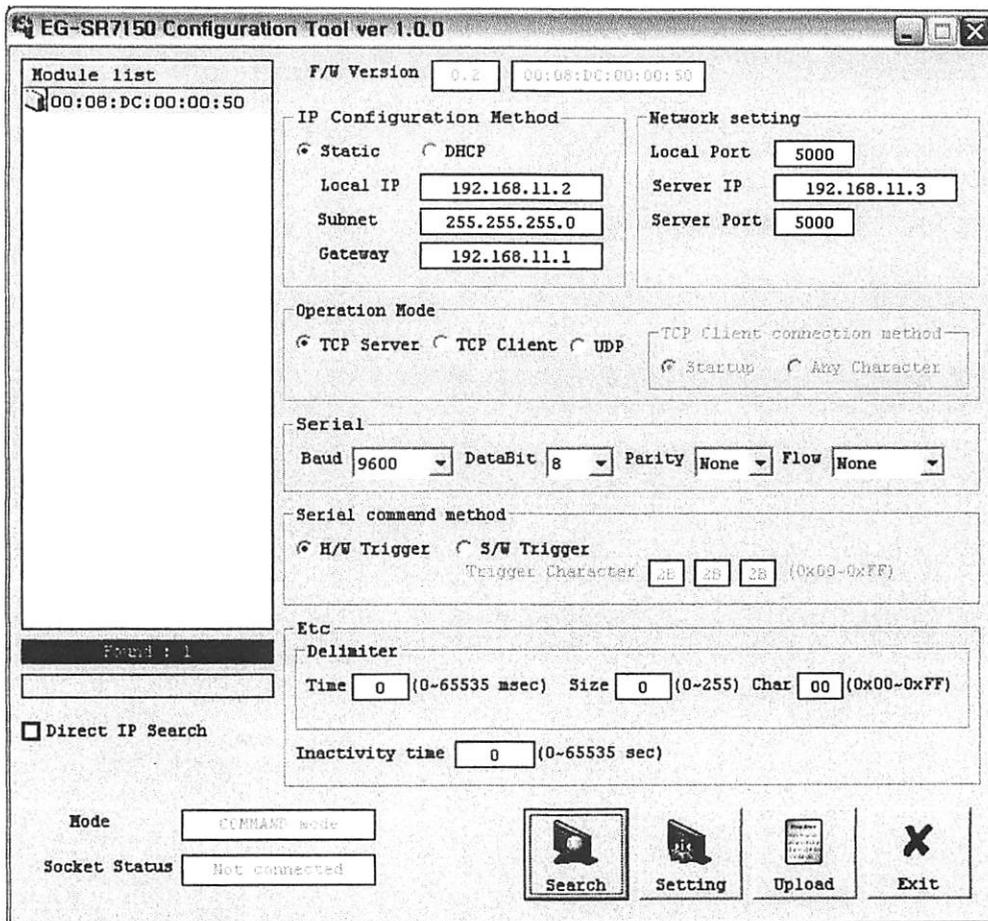 EG-SR7150 Configuration Tool ver 1.0.0
Module list
00:08:DC:00:00:50
Found : 1
Direct IP Search
F/W Version 0.2 00:08:DC:00:00:50
IP Configuration Method
Static DHCP
Local IP 192.168.11.2
Subnet 255.255.255.0
Gateway 192.168.11.1
Network setting
Local Port 5000
Server IP 192.168.11.3
Server Port 5000
Operation Mode
TCP Server TCP Client UDP
TCP Client connection method
Startup Any Character
Serial
Baud 9600 DataBit 8 Parity None Flow None
Serial command method
H/W Trigger S/W Trigger
Trigger Character 2B 2B 2B (0x00~0xFF)
Etc
Delimiter
Time 0 (0~65535 msec) Size 0 (0~255) Char 00 (0x00~0xFF)
Inactivity time 0 (0~65535 sec)
Mode COMMAND mode
Socket Status Not connected
Search Setting Upload Exit